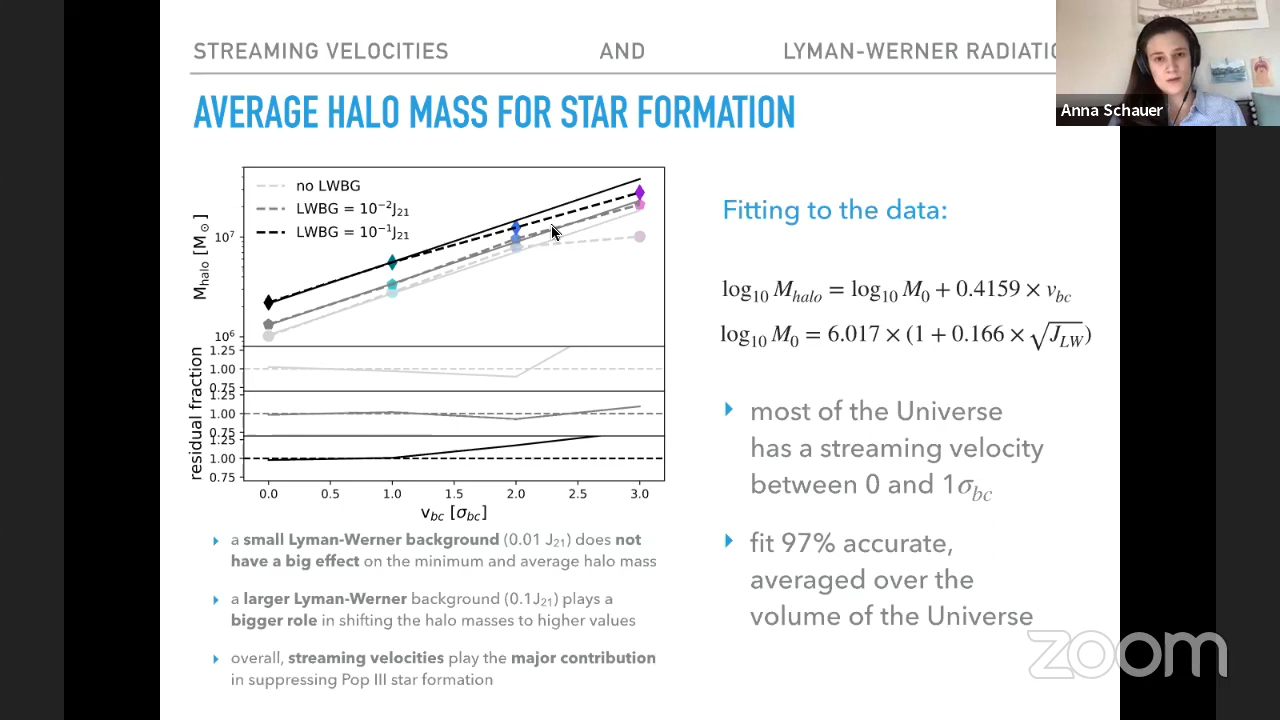 STREAMING VELOCITIES AND LYMAN-WERNER RADIATIO
Anna Schauer
AVERAGE HALO MASS FOR STAR FORMATION
no LWBG
LWBG = 10⁻²J₂₁
LWBG = 10⁻¹J₂₁
M_halo [M_⊙]
10⁷
10⁶
residual fraction
1.25
1.00
0.75
1.25
1.00
0.75
1.25
1.00
0.75
0.0 0.5 1.0 1.5 2.0 2.5 3.0
v_bc [σ_bc]
a small Lyman-Werner background (0.01 J₂₁) does not
have a big effect on the minimum and average halo mass
a larger Lyman-Werner background (0.1J₂₁) plays a
bigger role in shifting the halo masses to higher values
overall, streaming velocities play the major contribution
in suppressing Pop III star formation
Fitting to the data:
log₁₀ M_halo = log₁₀ M₀ + 0.4159 × v_bc
log₁₀ M₀ = 6.017 × (1 + 0.166 × √J_LW)
most of the Universe
has a streaming velocity
between 0 and 1σ_bc
fit 97% accurate,
averaged over the
volume of the Universe
zoom